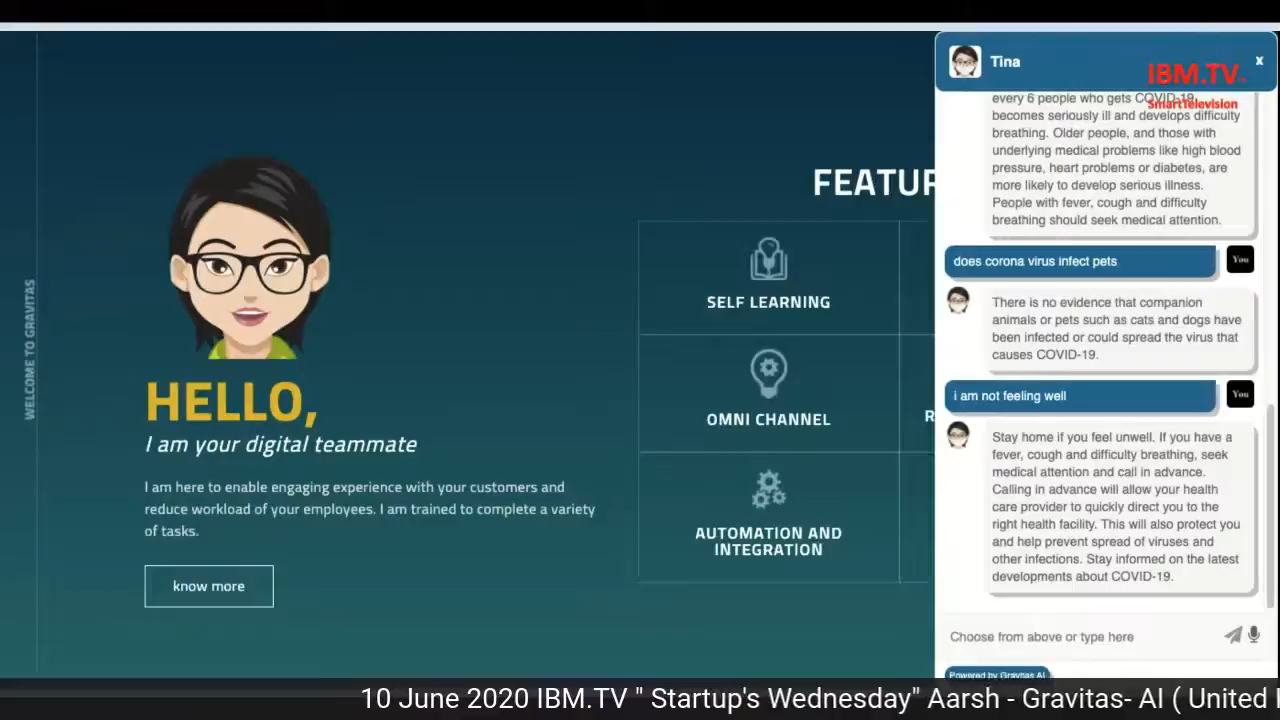 WELCOME TO GRAVITAS
HELLO,
I am your digital teammate
I am here to enable engaging experience with your customers and
reduce workload of your employees. I am trained to complete a variety
of tasks.
know more
FEATUR
SELF LEARNING
OMNI CHANNEL
R
AUTOMATION AND
INTEGRATION
Tina
x
IBM.TV
SmartTelevision
every 6 people who gets COVID-19
becomes seriously ill and develops difficulty
breathing. Older people, and those with
underlying medical problems like high blood
pressure, heart problems or diabetes, are
more likely to develop serious illness.
People with fever, cough and difficulty
breathing should seek medical attention.
does corona virus infect pets
You
There is no evidence that companion
animals or pets such as cats and dogs have
been infected or could spread the virus that
causes COVID-19.
i am not feeling well
You
Stay home if you feel unwell. If you have a
fever, cough and difficulty breathing, seek
medical attention and call in advance.
Calling in advance will allow your health
care provider to quickly direct you to the
right health facility. This will also protect you
and help prevent spread of viruses and
other infections. Stay informed on the latest
developments about COVID-19.
Choose from above or type here
Powered by Gravitas AI
10 June 2020 IBM.TV " Startup's Wednesday" Aarsh - Gravitas- AI ( United